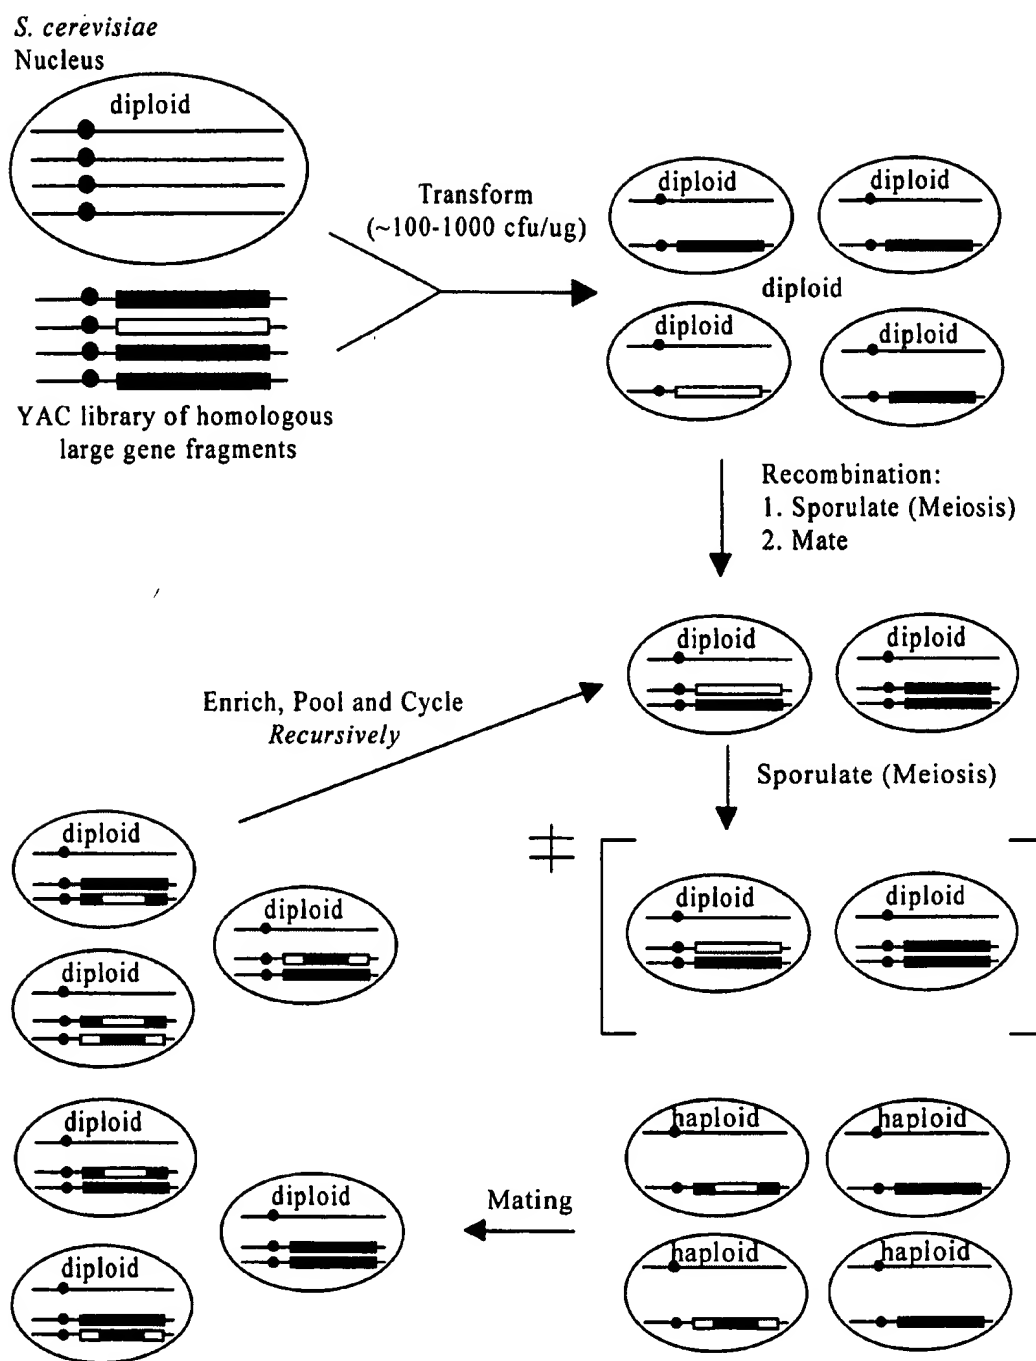 S. cerevisiae
Nucleus
diploid
Transform
(~100-1000 cfu/ug)
diploid
diploid
diploid
diploid
diploid
YAC library of homologous
large gene fragments
Recombination:
1. Sporulate (Meiosis)
2. Mate
diploid
diploid
Enrich, Pool and Cycle
Recursively
Sporulate (Meiosis)
diploid
diploid
diploid
diploid
diploid
diploid
haploid
haploid
Mating
diploid
haploid
haploid
diploid